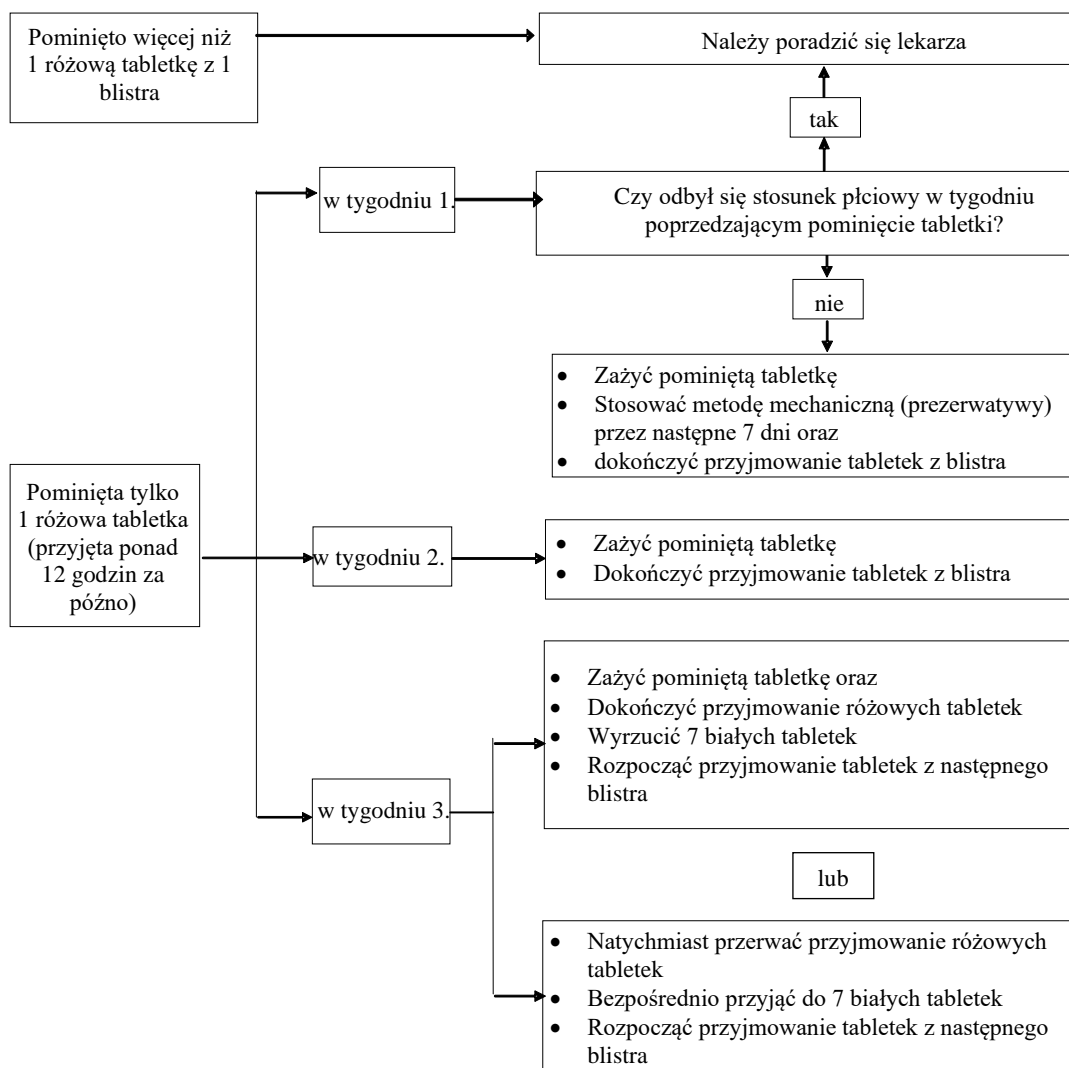 Pominięto więcej niż
1 różową tabletkę z 1
blistra
Należy poradzić się lekarza
tak
w tygodniu 1.
Czy odbył się stosunek płciowy w tygodniu
poprzedzającym pominięcie tabletki?
nie
• Zażyć pominiętą tabletkę
• Stosować metodę mechaniczną (prezerwatywy)
przez następne 7 dni oraz
• dokończyć przyjmowanie tabletek z blistra
Pominięta tylko
1 różowa tabletka
(przyjęta ponad
12 godzin za
późno)
w tygodniu 2.
• Zażyć pominiętą tabletkę
• Dokończyć przyjmowanie tabletek z blistra
w tygodniu 3.
• Zażyć pominiętą tabletkę oraz
• Dokończyć przyjmowanie różowych tabletek
• Wyrzucić 7 białych tabletek
• Rozpocząć przyjmowanie tabletek z następnego
blistra
lub
• Natychmiast przerwać przyjmowanie różowych
tabletek
• Bezpośrednio przyjąć do 7 białych tabletek
• Rozpocząć przyjmowanie tabletek z następnego
blistra